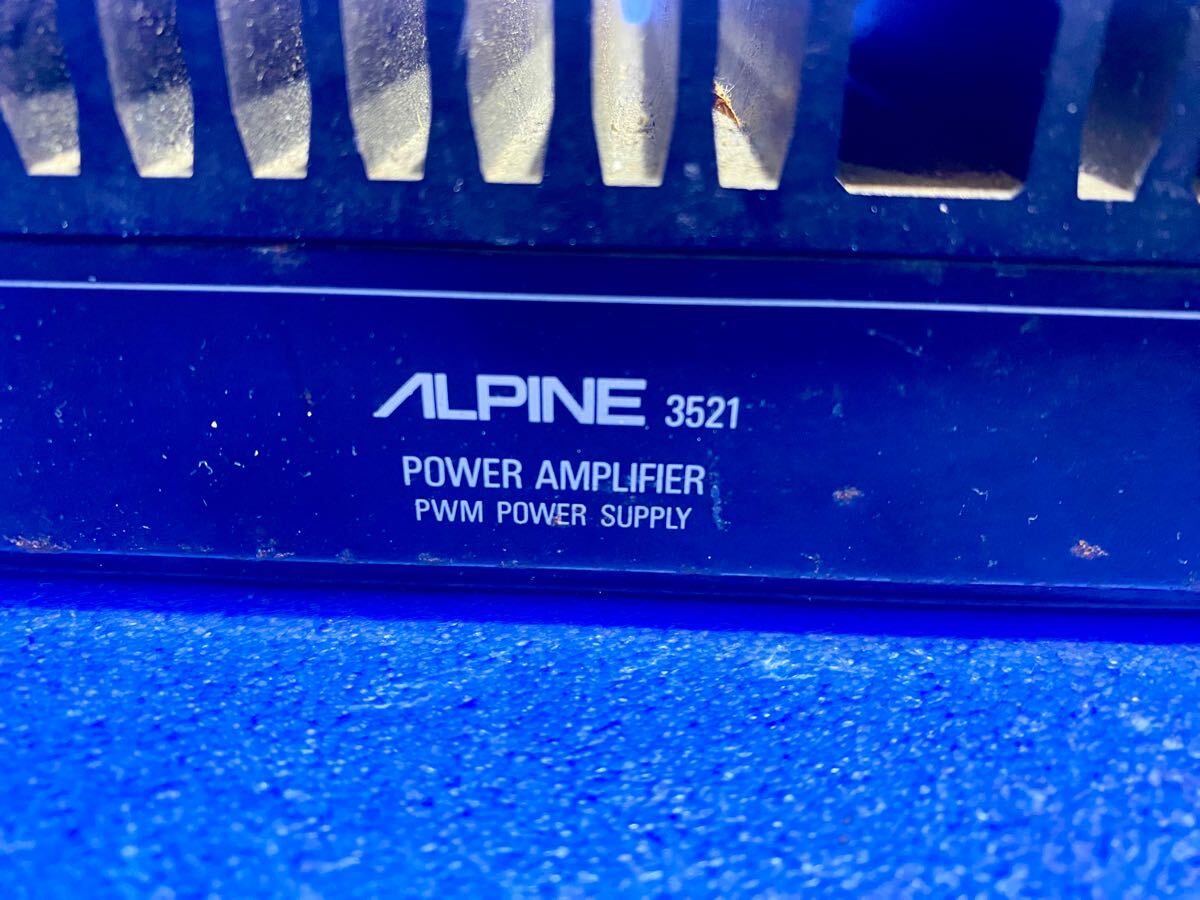 ALPINE 3521
POWER AMPLIFIER
PWM POWER SUPPLY